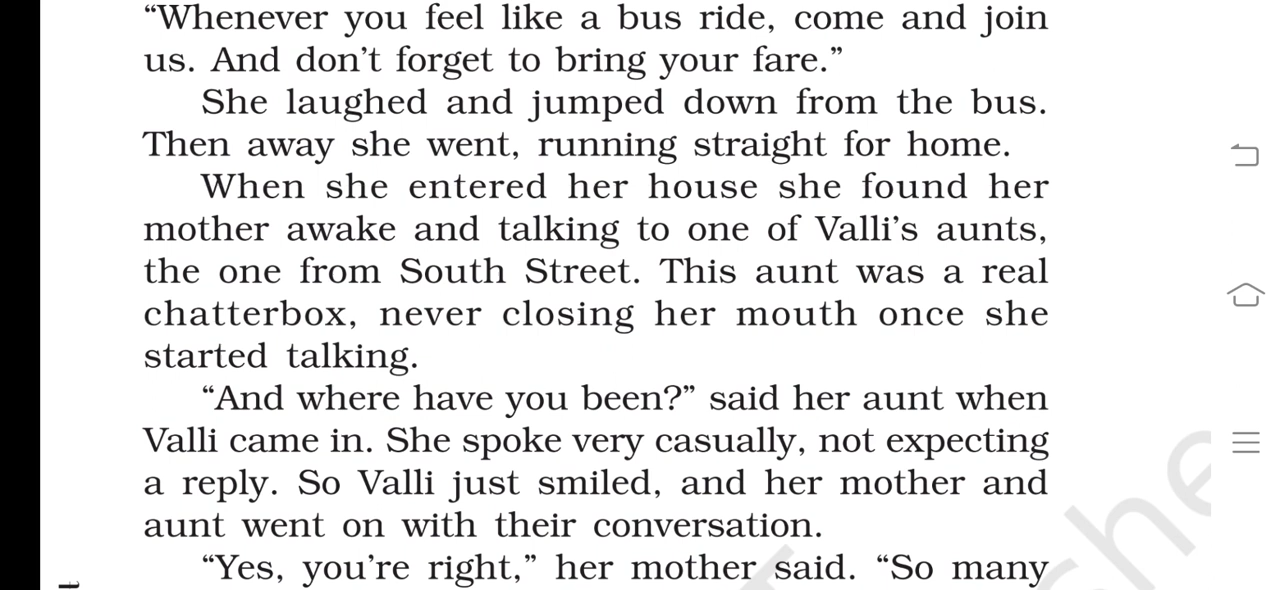 “Whenever you feel like a bus ride, come and join
us. And don’t forget to bring your fare.”
She laughed and jumped down from the bus.
Then away she went, running straight for home.
When she entered her house she found her
mother awake and talking to one of Valli’s aunts,
the one from South Street. This aunt was a real
chatterbox, never closing her mouth once she
started talking.
“And where have you been?” said her aunt when
Valli came in. She spoke very casually, not expecting
a reply. So Valli just smiled, and her mother and
aunt went on with their conversation.
“Yes, you’re right,” her mother said. “So many